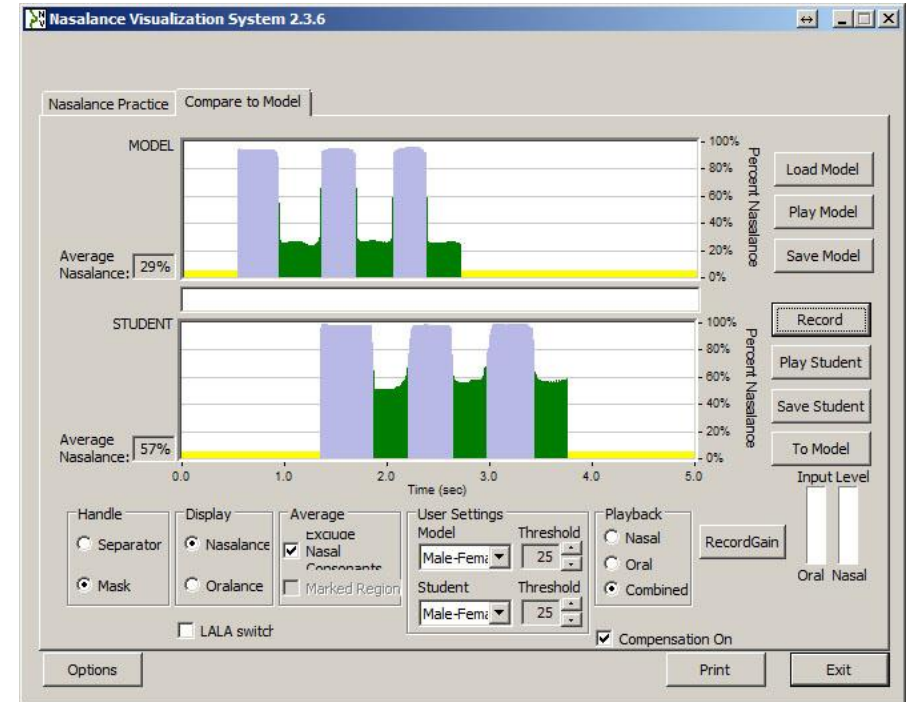 Nasalance Visualization System 2.3.6
Nasalance Practice
Compare to Model
MODEL
Average
Nasalance:
29%
100%
80%
60%
40%
20%
0%
Percent Nasalance
Load Model
Play Model
Save Model
STUDENT
Average
Nasalance:
57%
100%
80%
60%
40%
20%
0%
Percent Nasalance
0.0 1.0 2.0 3.0 4.0 5.0
Time (sec)
Record
Play Student
Save Student
To Model
Input Level
Oral Nasal
Handle
Separator
Mask
Display
Nasalance
Oralance
Average
Exclude
Nasal
Consonants
Marked Region
User Settings
Model Threshold
Male-Fema 25
Student Threshold
Male-Fema 25
Playback
Nasal
Oral
Combined
RecordGain
LALA switch
Compensation On
Options
Print
Exit